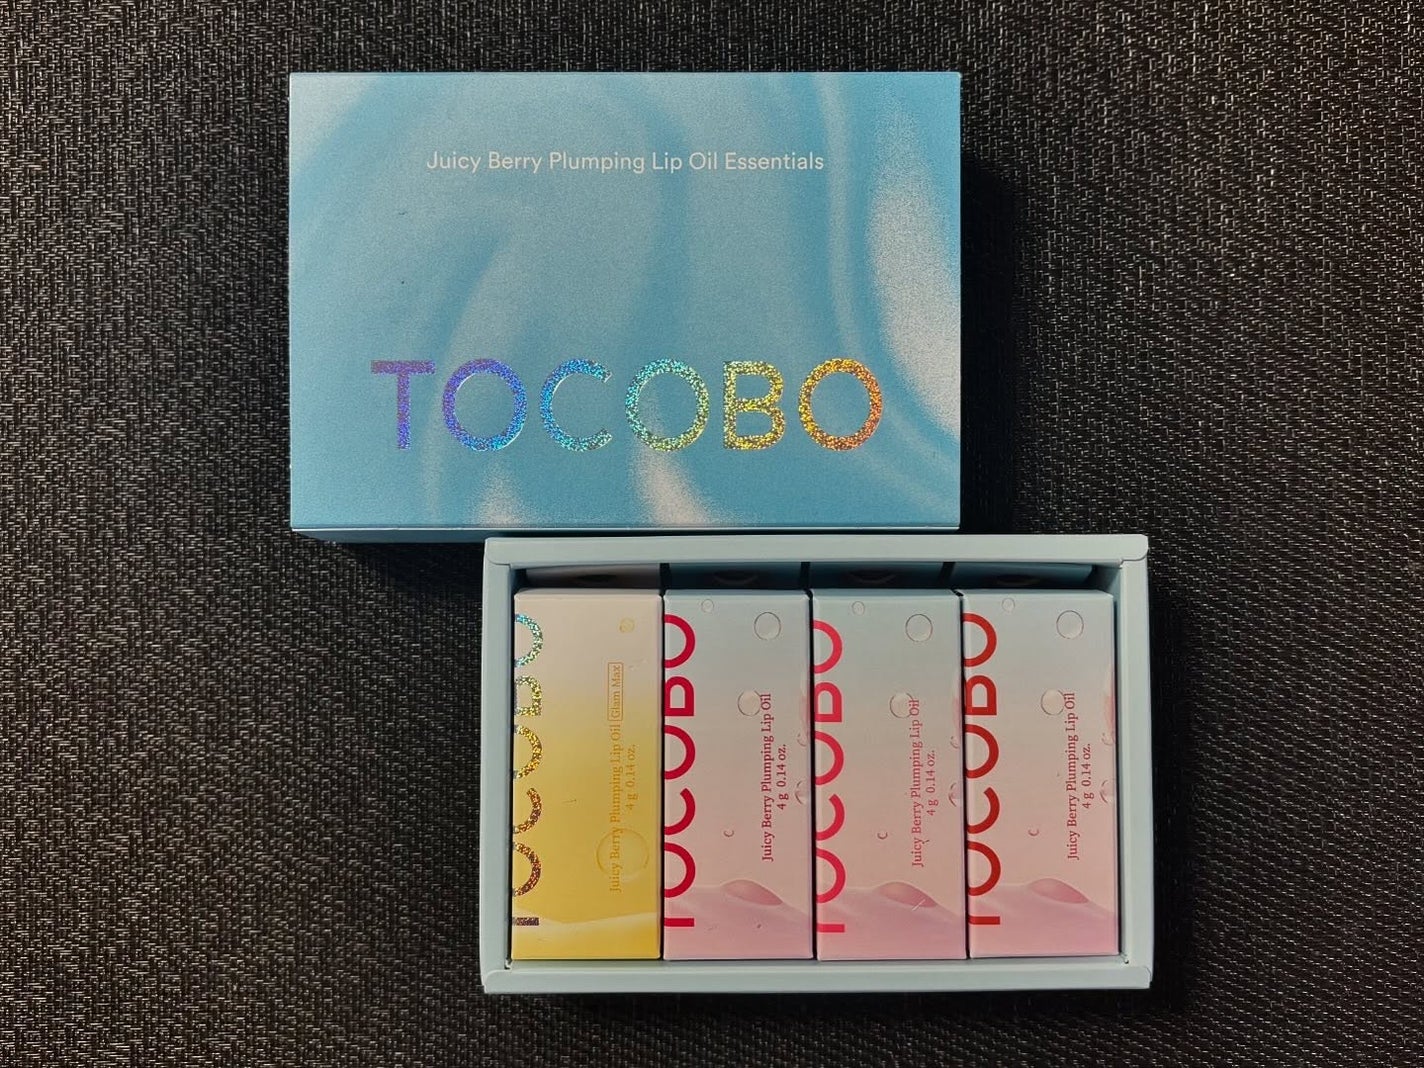 Juicy Berry Plumping Lip Oil Essentials
TOCOBO
TOCOBO
Juicy Berry Plumping Lip Oil Glam Max
4 g 0.14 oz.
TOCOBO
Juicy Berry Plumping Lip Oil
4 g 0.14 oz.
TOCOBO
Juicy Berry Plumping Lip Oil
4 g 0.14 oz.
TOCOBO
Juicy Berry Plumping Lip Oil
4 g 0.14 oz.